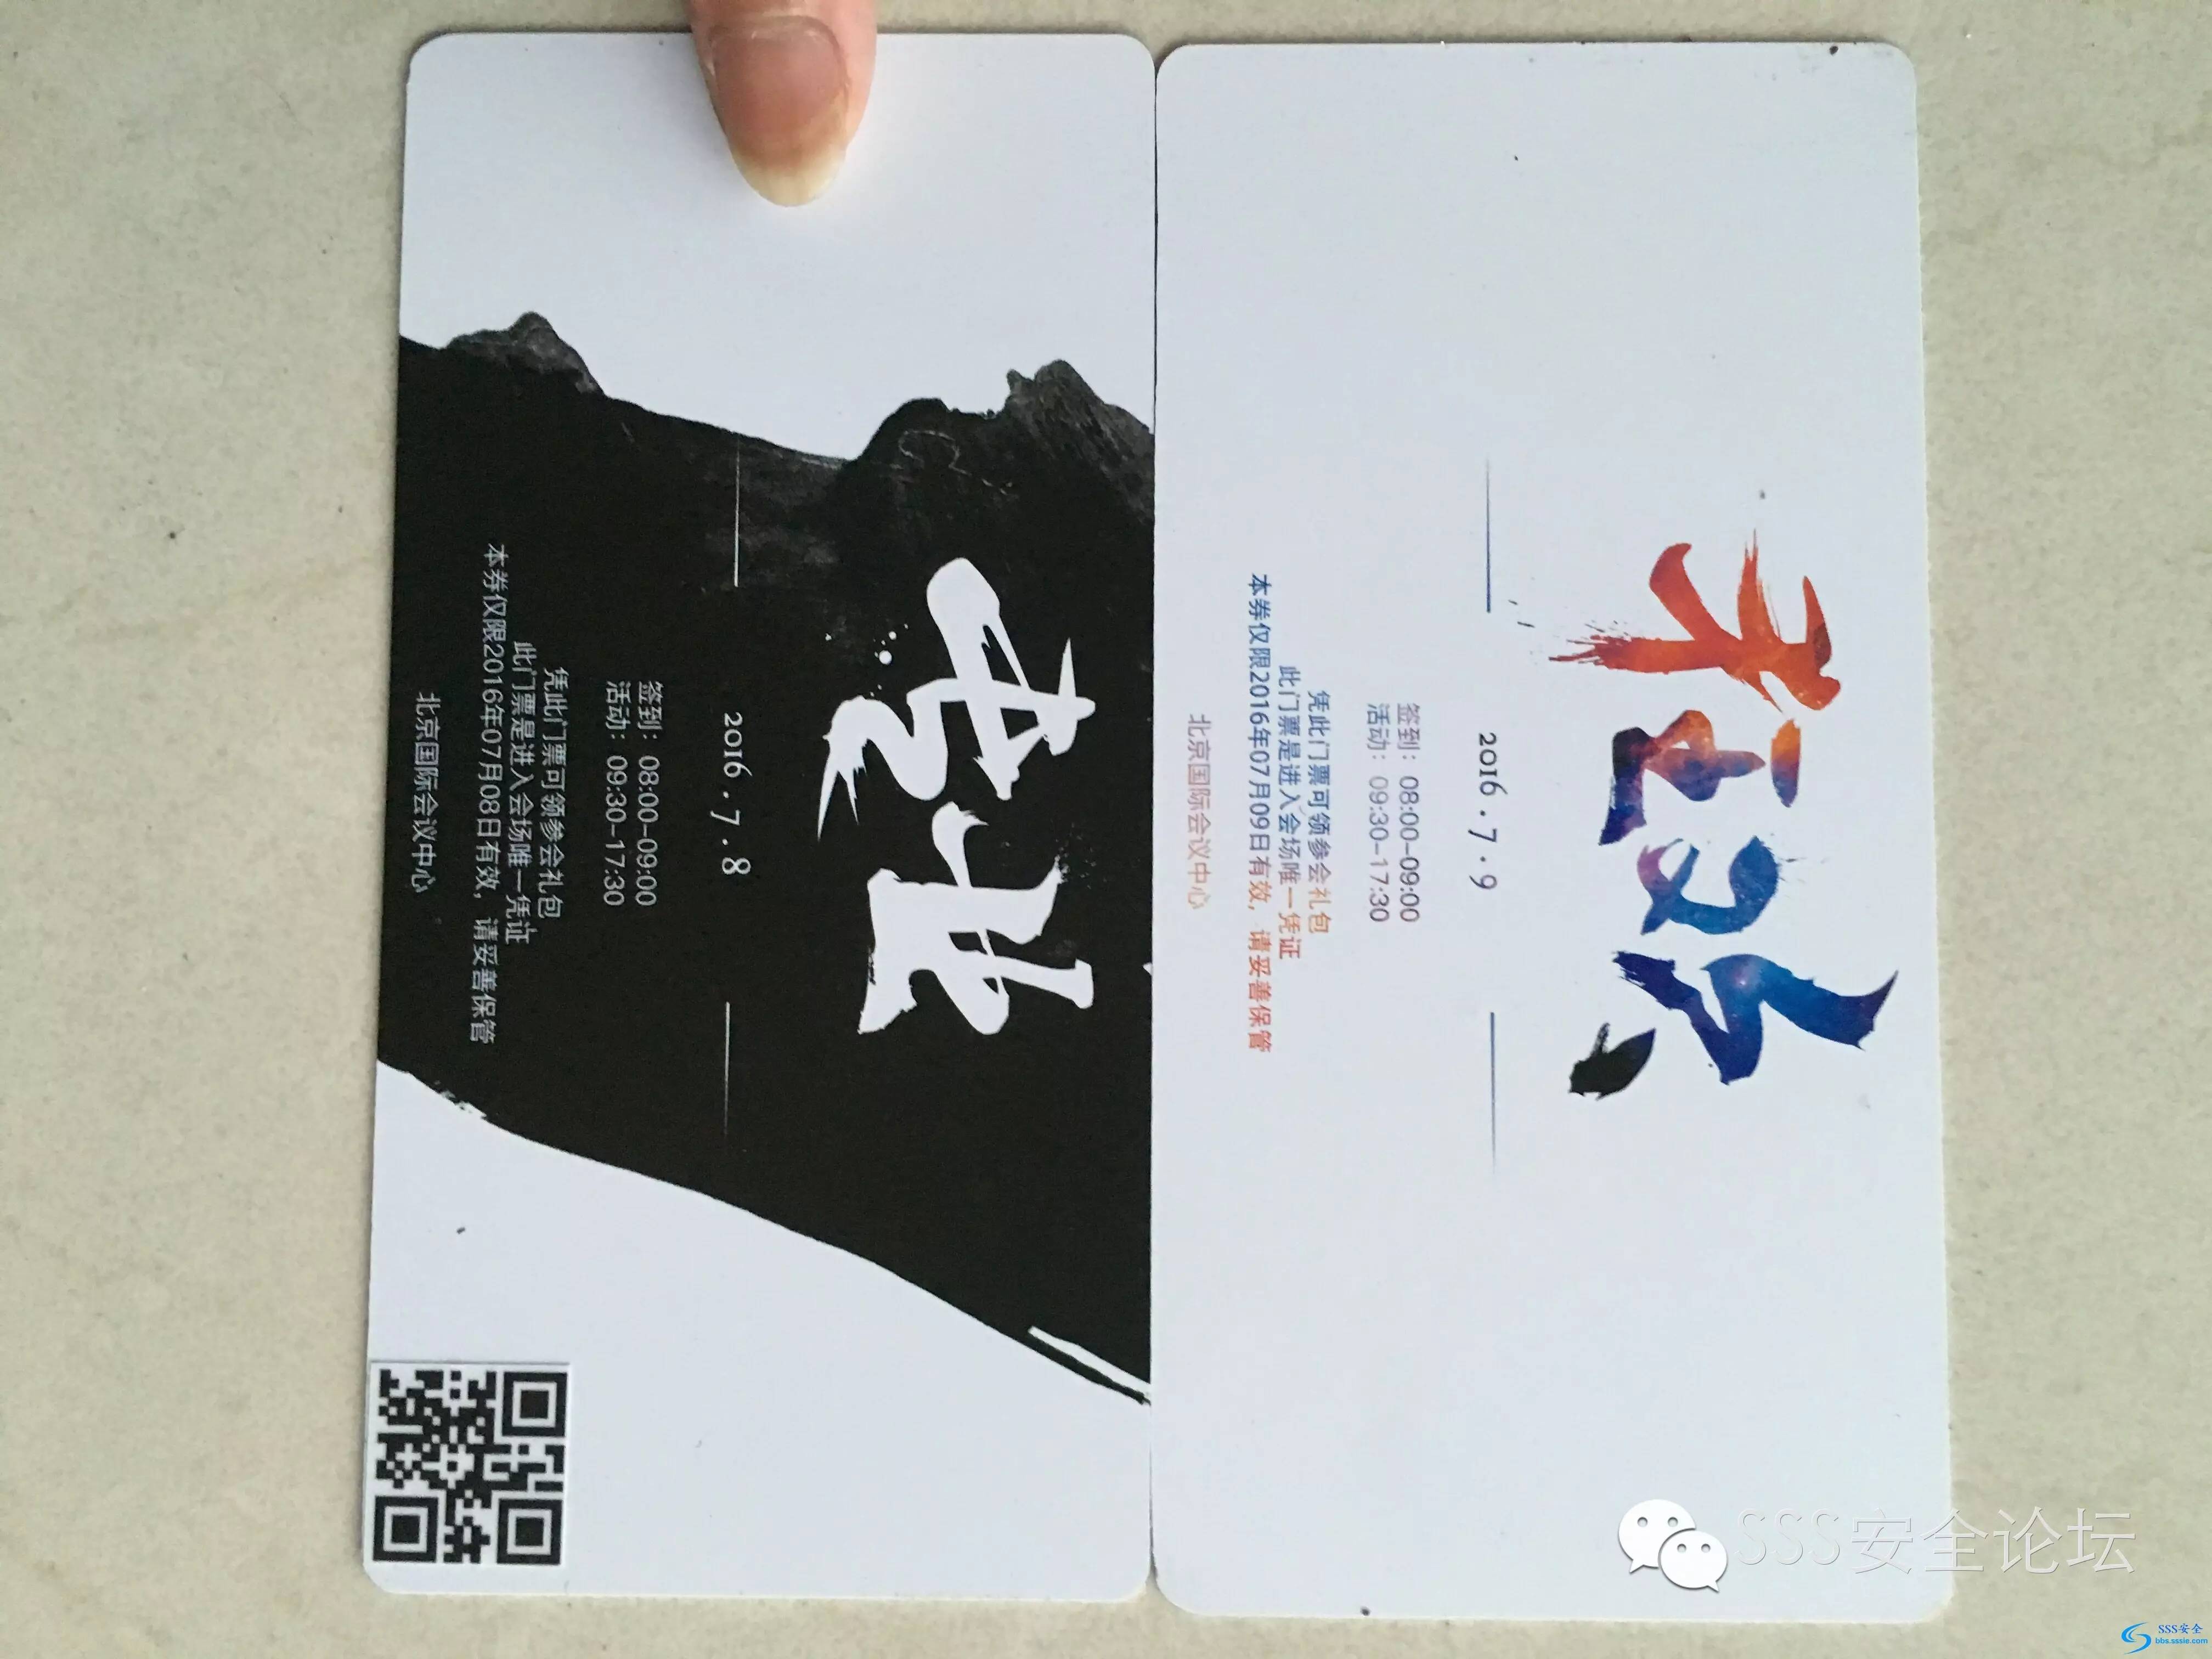 专业
2016.7.8
签到：08:00-09:00
活动：09:30-17:30
凭此门票可领参会礼包
此门票是进入会场唯一凭证
本券仅限2016年07月08日有效，请妥善保管
北京国际会议中心
狂欢
2016.7.9
签到：08:00-09:00
活动：09:30-17:30
凭此门票可领参会礼包
此门票是进入会场唯一凭证
本券仅限2016年07月09日有效，请妥善保管
北京国际会议中心
SSS安全论坛
SSS安全
bbs.sssie.com